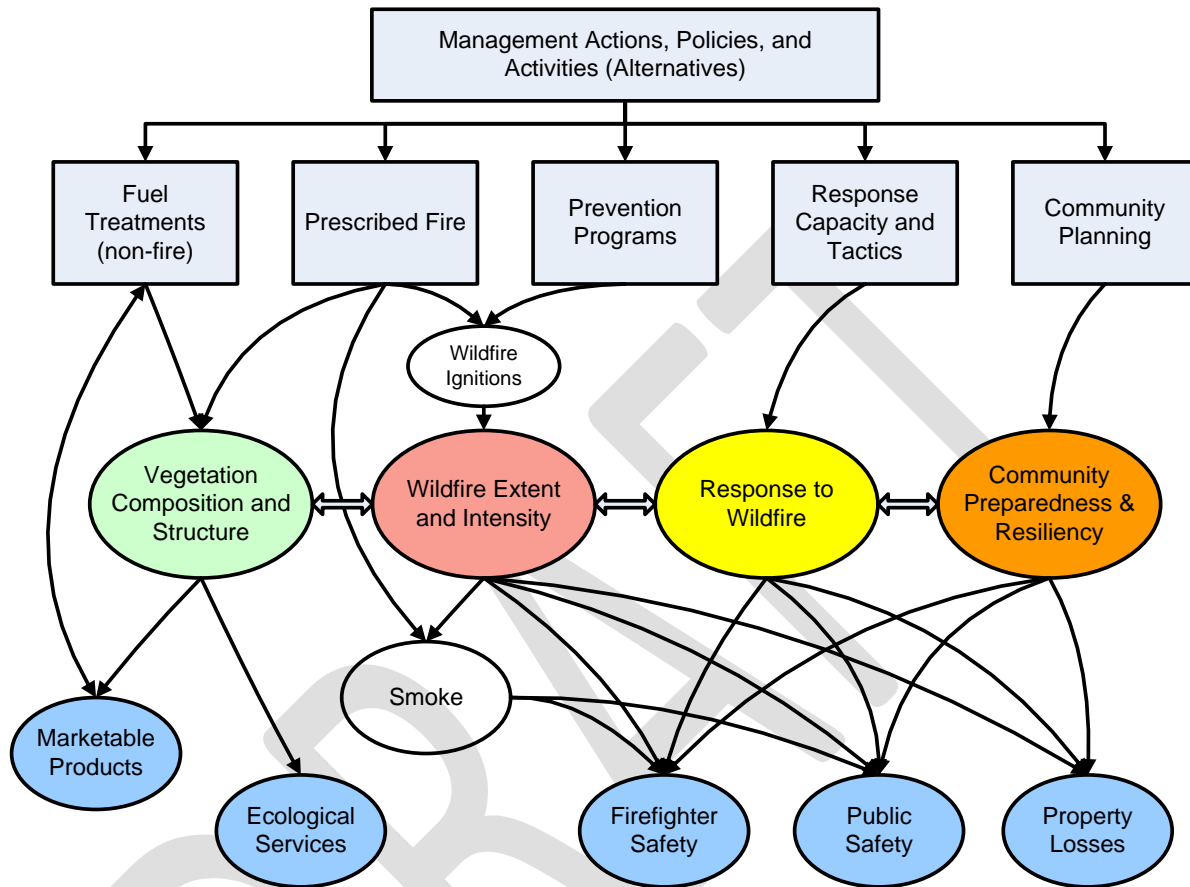 Management Actions, Policies, and
Activities (Alternatives)
Fuel
Treatments
(non-fire)
Prescribed Fire
Prevention
Programs
Response
Capacity and
Tactics
Community
Planning
Wildfire
Ignitions
Vegetation
Composition and
Structure
Wildfire Extent
and Intensity
Response to
Wildfire
Community
Preparedness &
Resiliency
Smoke
Marketable
Products
Ecological
Services
Firefighter
Safety
Public
Safety
Property
Losses
DRAFT